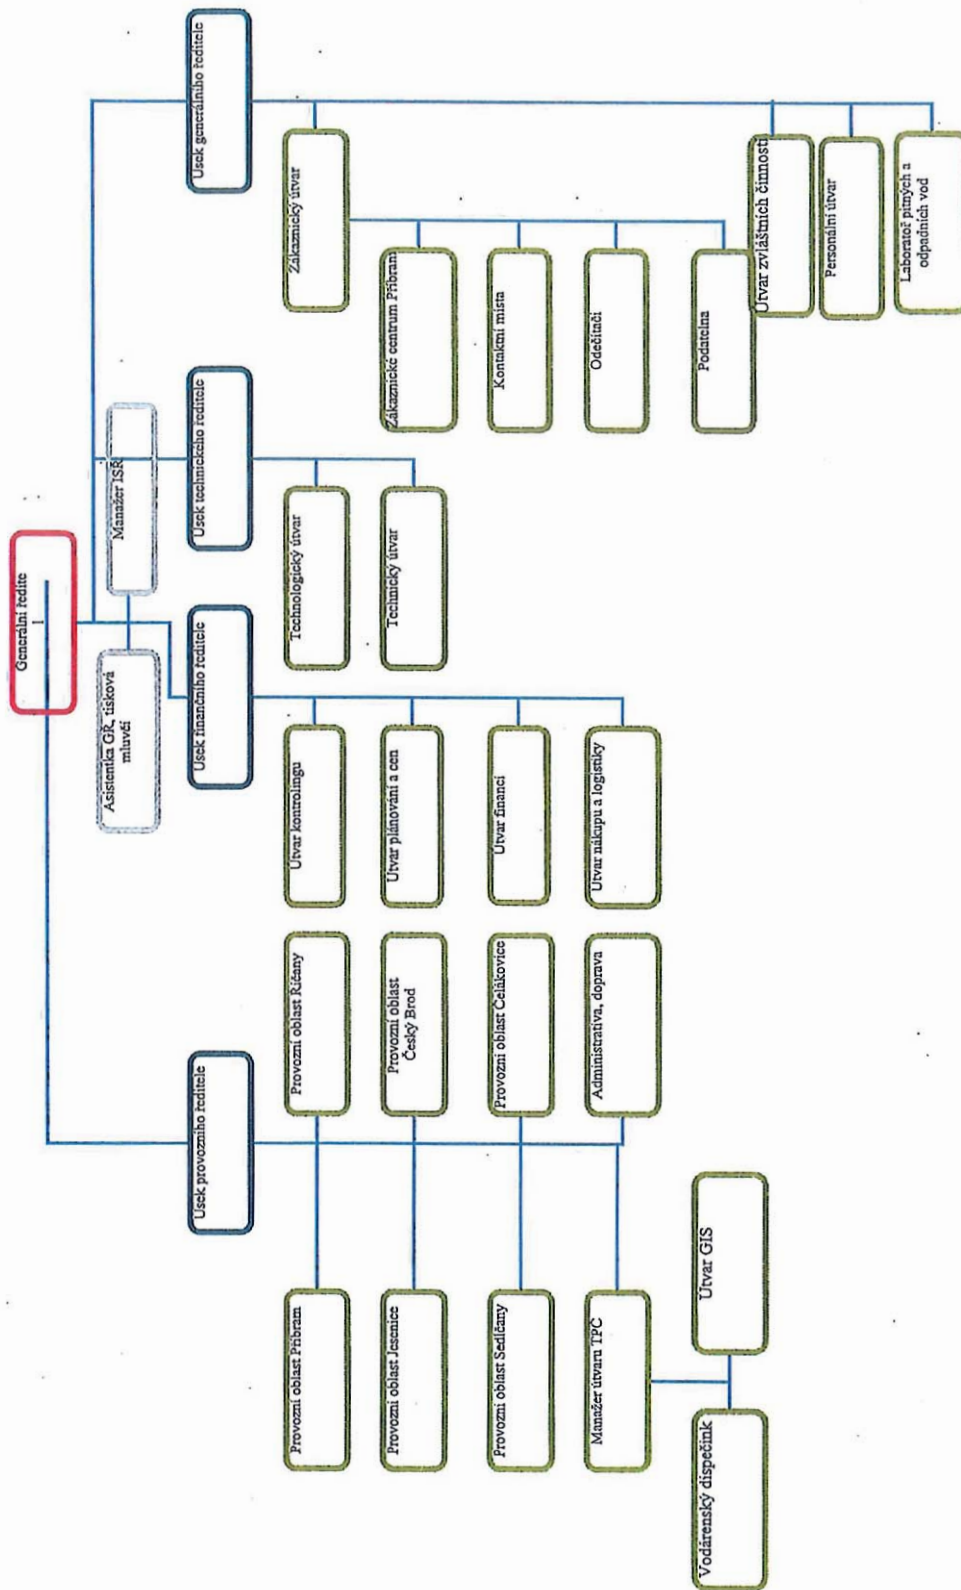 Generální ředite
l
Asistentka GŘ, tisková
mluvčí
Manažer ISŘ
Úsek provozního ředitele
Úsek finančního ředitele
Úsek technického ředitele
Úsek generálního ředitele
Provozní oblast Příbram
Provozní oblast Říčany
Provozní oblast Jesenice
Provozní oblast
Český Brod
Provozní oblast Sedlčany
Provozní oblast Čelákovice
Manažer útvaru TPČ
Administrativa, doprava
Vodárenský dispečink
Útvar GIS
Útvar kontrolingu
Útvar plánování a cen
Útvar financí
Útvar nákupu a logistiky
Technologický útvar
Technický útvar
Zákaznický útvar
Zákaznické centrum Příbram
Kontaktní místa
Odečítači
Podatelna
Útvar zvláštních činností
Personální útvar
Laboratoř pitných a
odpadních vod